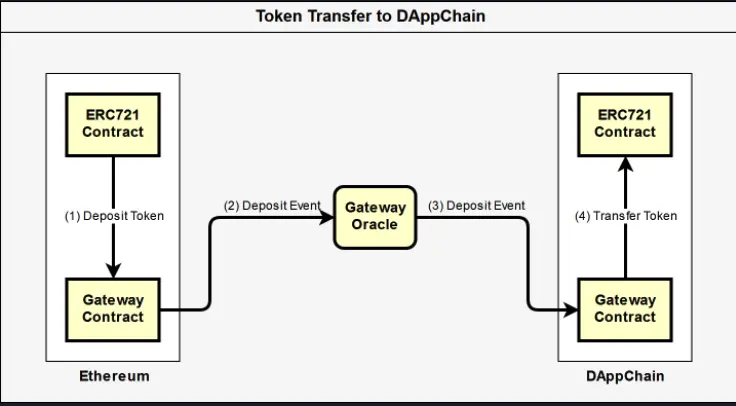 Token Transfer to DAppChain
ERC721
Contract
(1) Deposit Token
Gateway
Contract
Ethereum
(2) Deposit Event
Gateway
Oracle
(3) Deposit Event
ERC721
Contract
(4) Transfer Token
Gateway
Contract
DAppChain